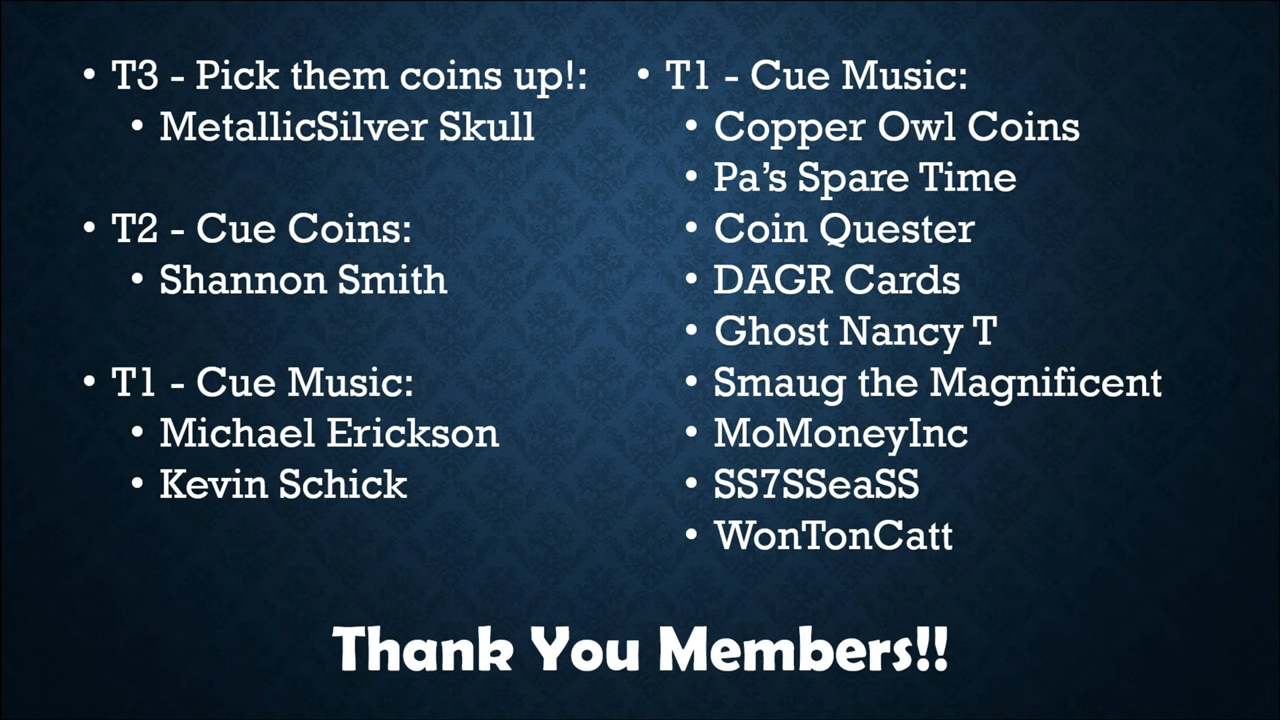 • T3 - Pick them coins up!:
• MetallicSilver Skull
• T2 - Cue Coins:
• Shannon Smith
• T1 - Cue Music:
• Michael Erickson
• Kevin Schick
• T1 - Cue Music:
• Copper Owl Coins
• Pa’s Spare Time
• Coin Quester
• DAGR Cards
• Ghost Nancy T
• Smaug the Magnificent
• MoMoneyInc
• SS7SSeaSS
• WonTonCatt
Thank You Members!!